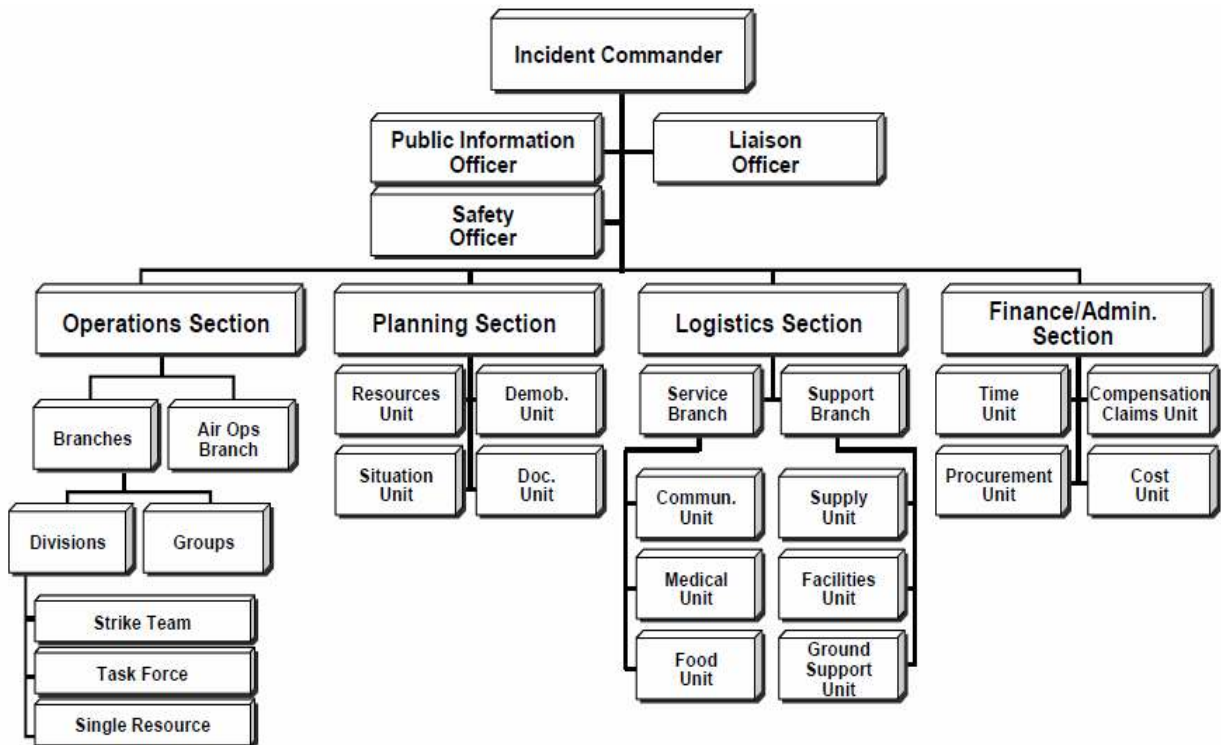 Incident Commander
Public Information
Officer
Liaison
Officer
Safety
Officer
Operations Section
Planning Section
Logistics Section
Finance/Admin.
Section
Branches
Air Ops
Branch
Divisions
Groups
Strike Team
Task Force
Single Resource
Resources
Unit
Demob.
Unit
Situation
Unit
Doc.
Unit
Service
Branch
Support
Branch
Commun.
Unit
Supply
Unit
Medical
Unit
Facilities
Unit
Food
Unit
Ground
Support
Unit
Time
Unit
Compensation
Claims Unit
Procurement
Unit
Cost
Unit